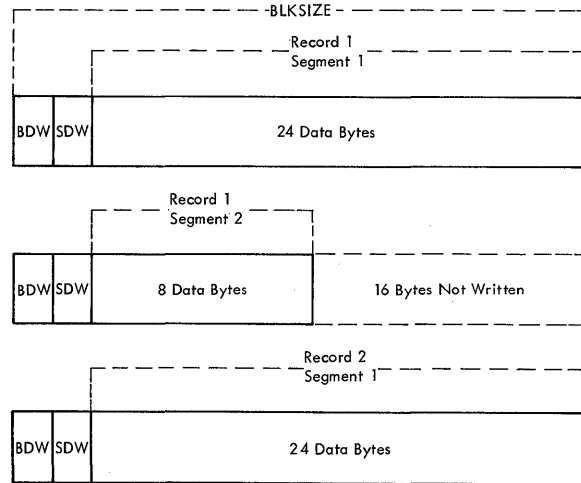 BLKSIZE
Record 1
Segment 1
BDW SDW 24 Data Bytes
Record 1
Segment 2
BDW SDW 8 Data Bytes 16 Bytes Not Written
Record 2
Segment 1
BDW SDW 24 Data Bytes